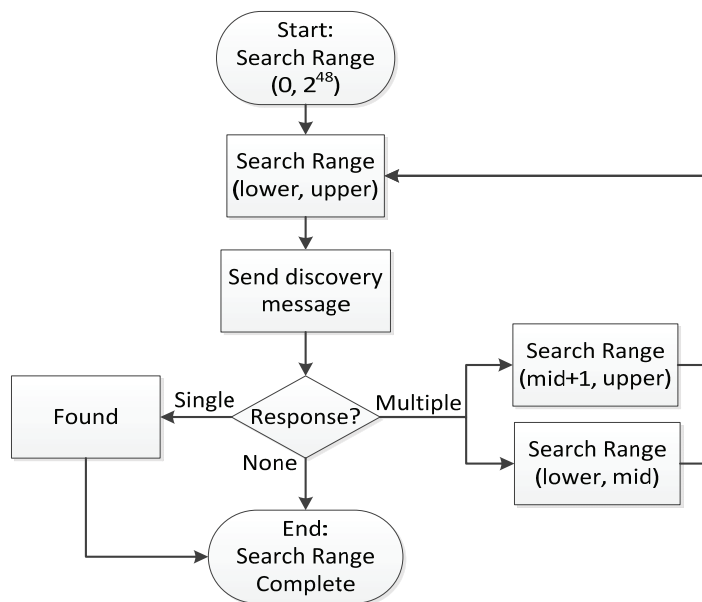 Start:
Search Range
(0, 2^48)
Search Range
(lower, upper)
Send discovery
message
Response?
Single
Found
Multiple
Search Range
(mid+1, upper)
Search Range
(lower, mid)
None
End:
Search Range
Complete